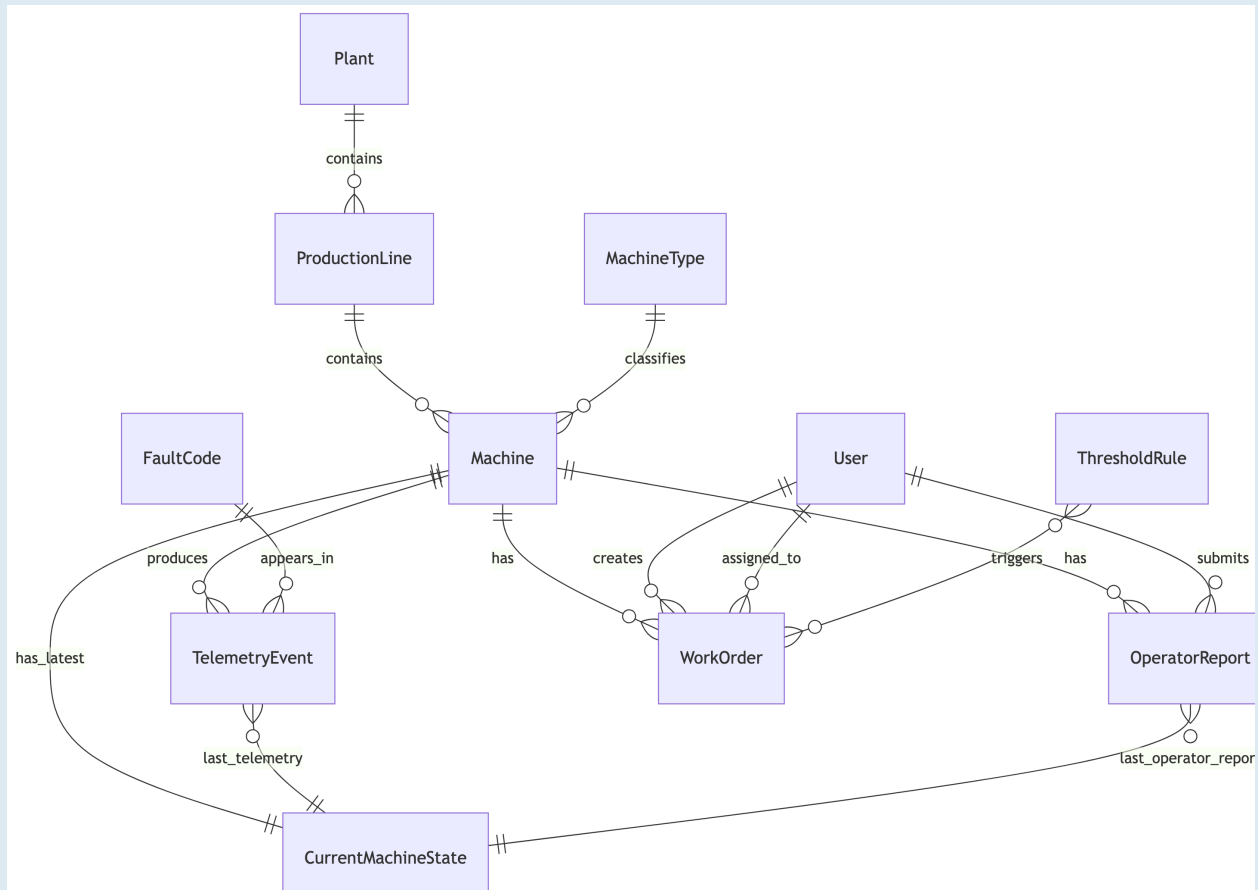 Plant
contains
ProductionLine
MachineType
contains
classifies
FaultCode
Machine
User
ThresholdRule
produces
appears_in
has
creates
assigned_to
triggers
has
submits
has_latest
TelemetryEvent
WorkOrder
OperatorReport
last_telemetry
last_operator_repor
CurrentMachineState